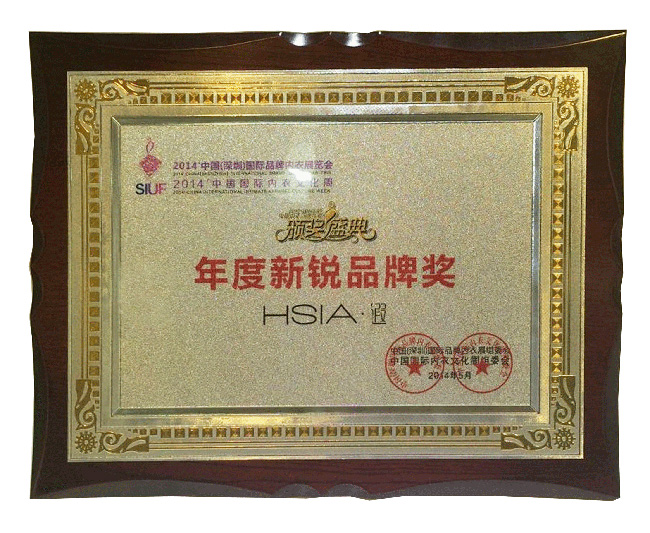 SIUF
2014·中国(深圳)国际品牌内衣展览会
2014·中国国际内衣文化周
颁奖盛典
年度新锐品牌奖
HSIA·遐
中国(深圳)国际品牌内衣展组委会
中国国际内衣文化周组委会
2014年5月